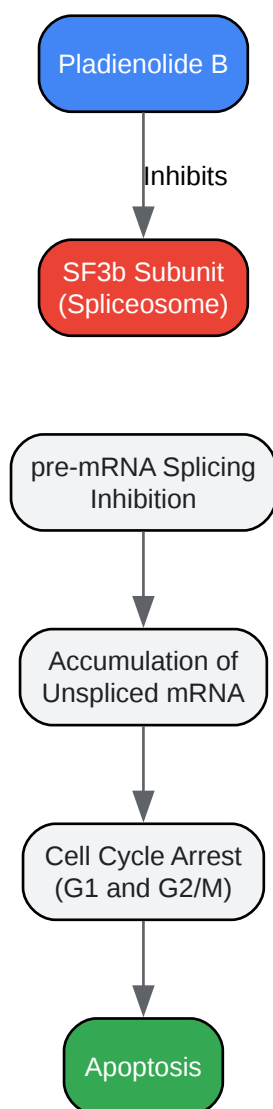 Pladienolide B
Inhibits
SF3b Subunit
(Spliceosome)
pre-mRNA Splicing
Inhibition
Accumulation of
Unspliced mRNA
Cell Cycle Arrest
(G1 and G2/M)
Apoptosis